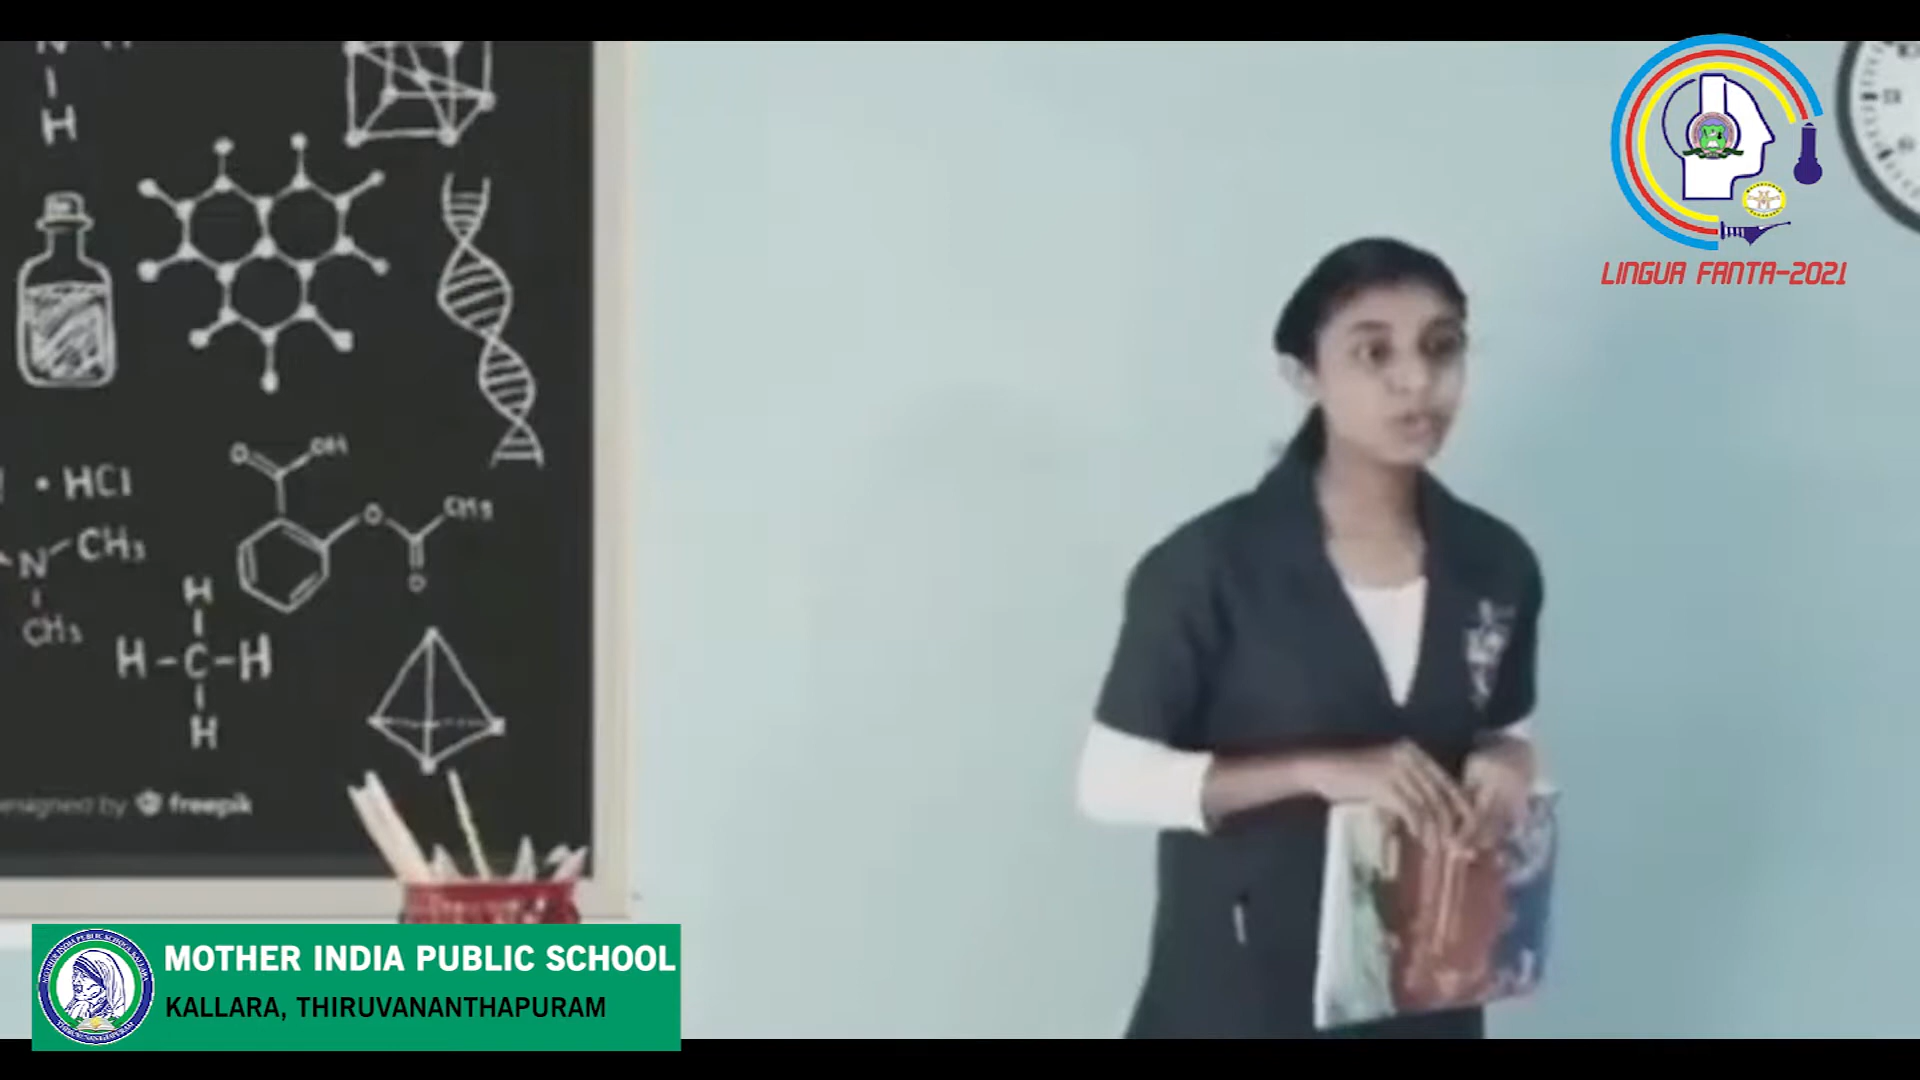 N H
H
LINGUA FANTA-2021
O
OH
• HCl
O
CH3
N
CH3
O
CH3
H
H-C-H
H
esigned by freepik
MOTHER INDIA PUBLIC SCHOOL
KALLARA, THIRUVANANTHAPURAM